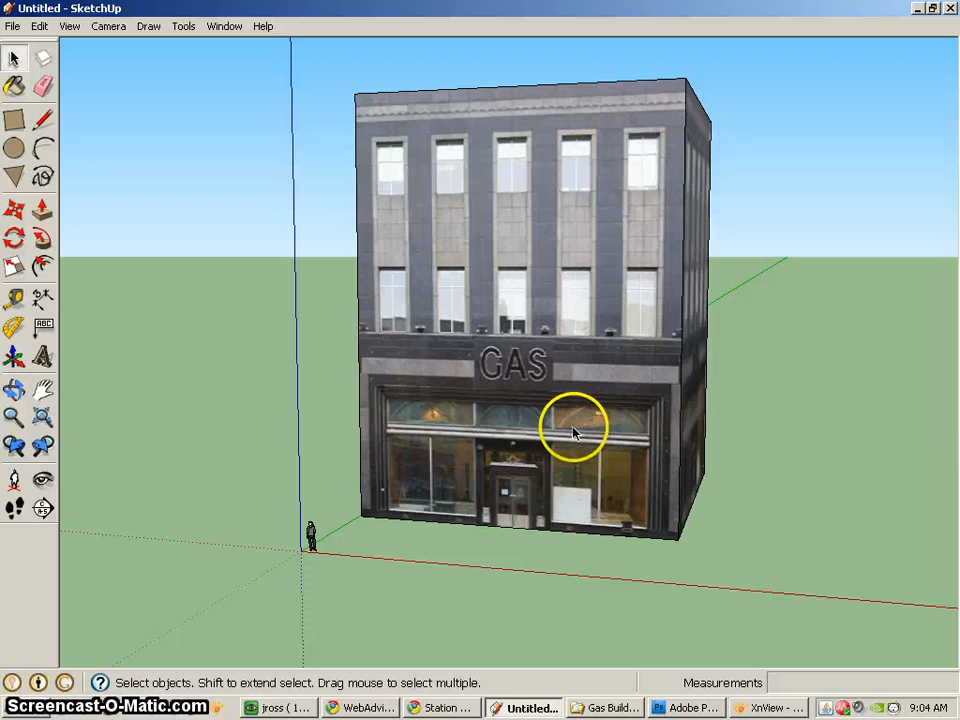 Untitled - SketchUp
File Edit View Camera Draw Tools Window Help
ABC
GAS
Select objects. Shift to extend select. Drag mouse to select multiple.
Measurements
Screencast-O-Matic.com
jross ( 1...
WebAdvi...
Station ...
Untitled...
Gas Build...
Adobe P...
XnView - ...
9:04 AM